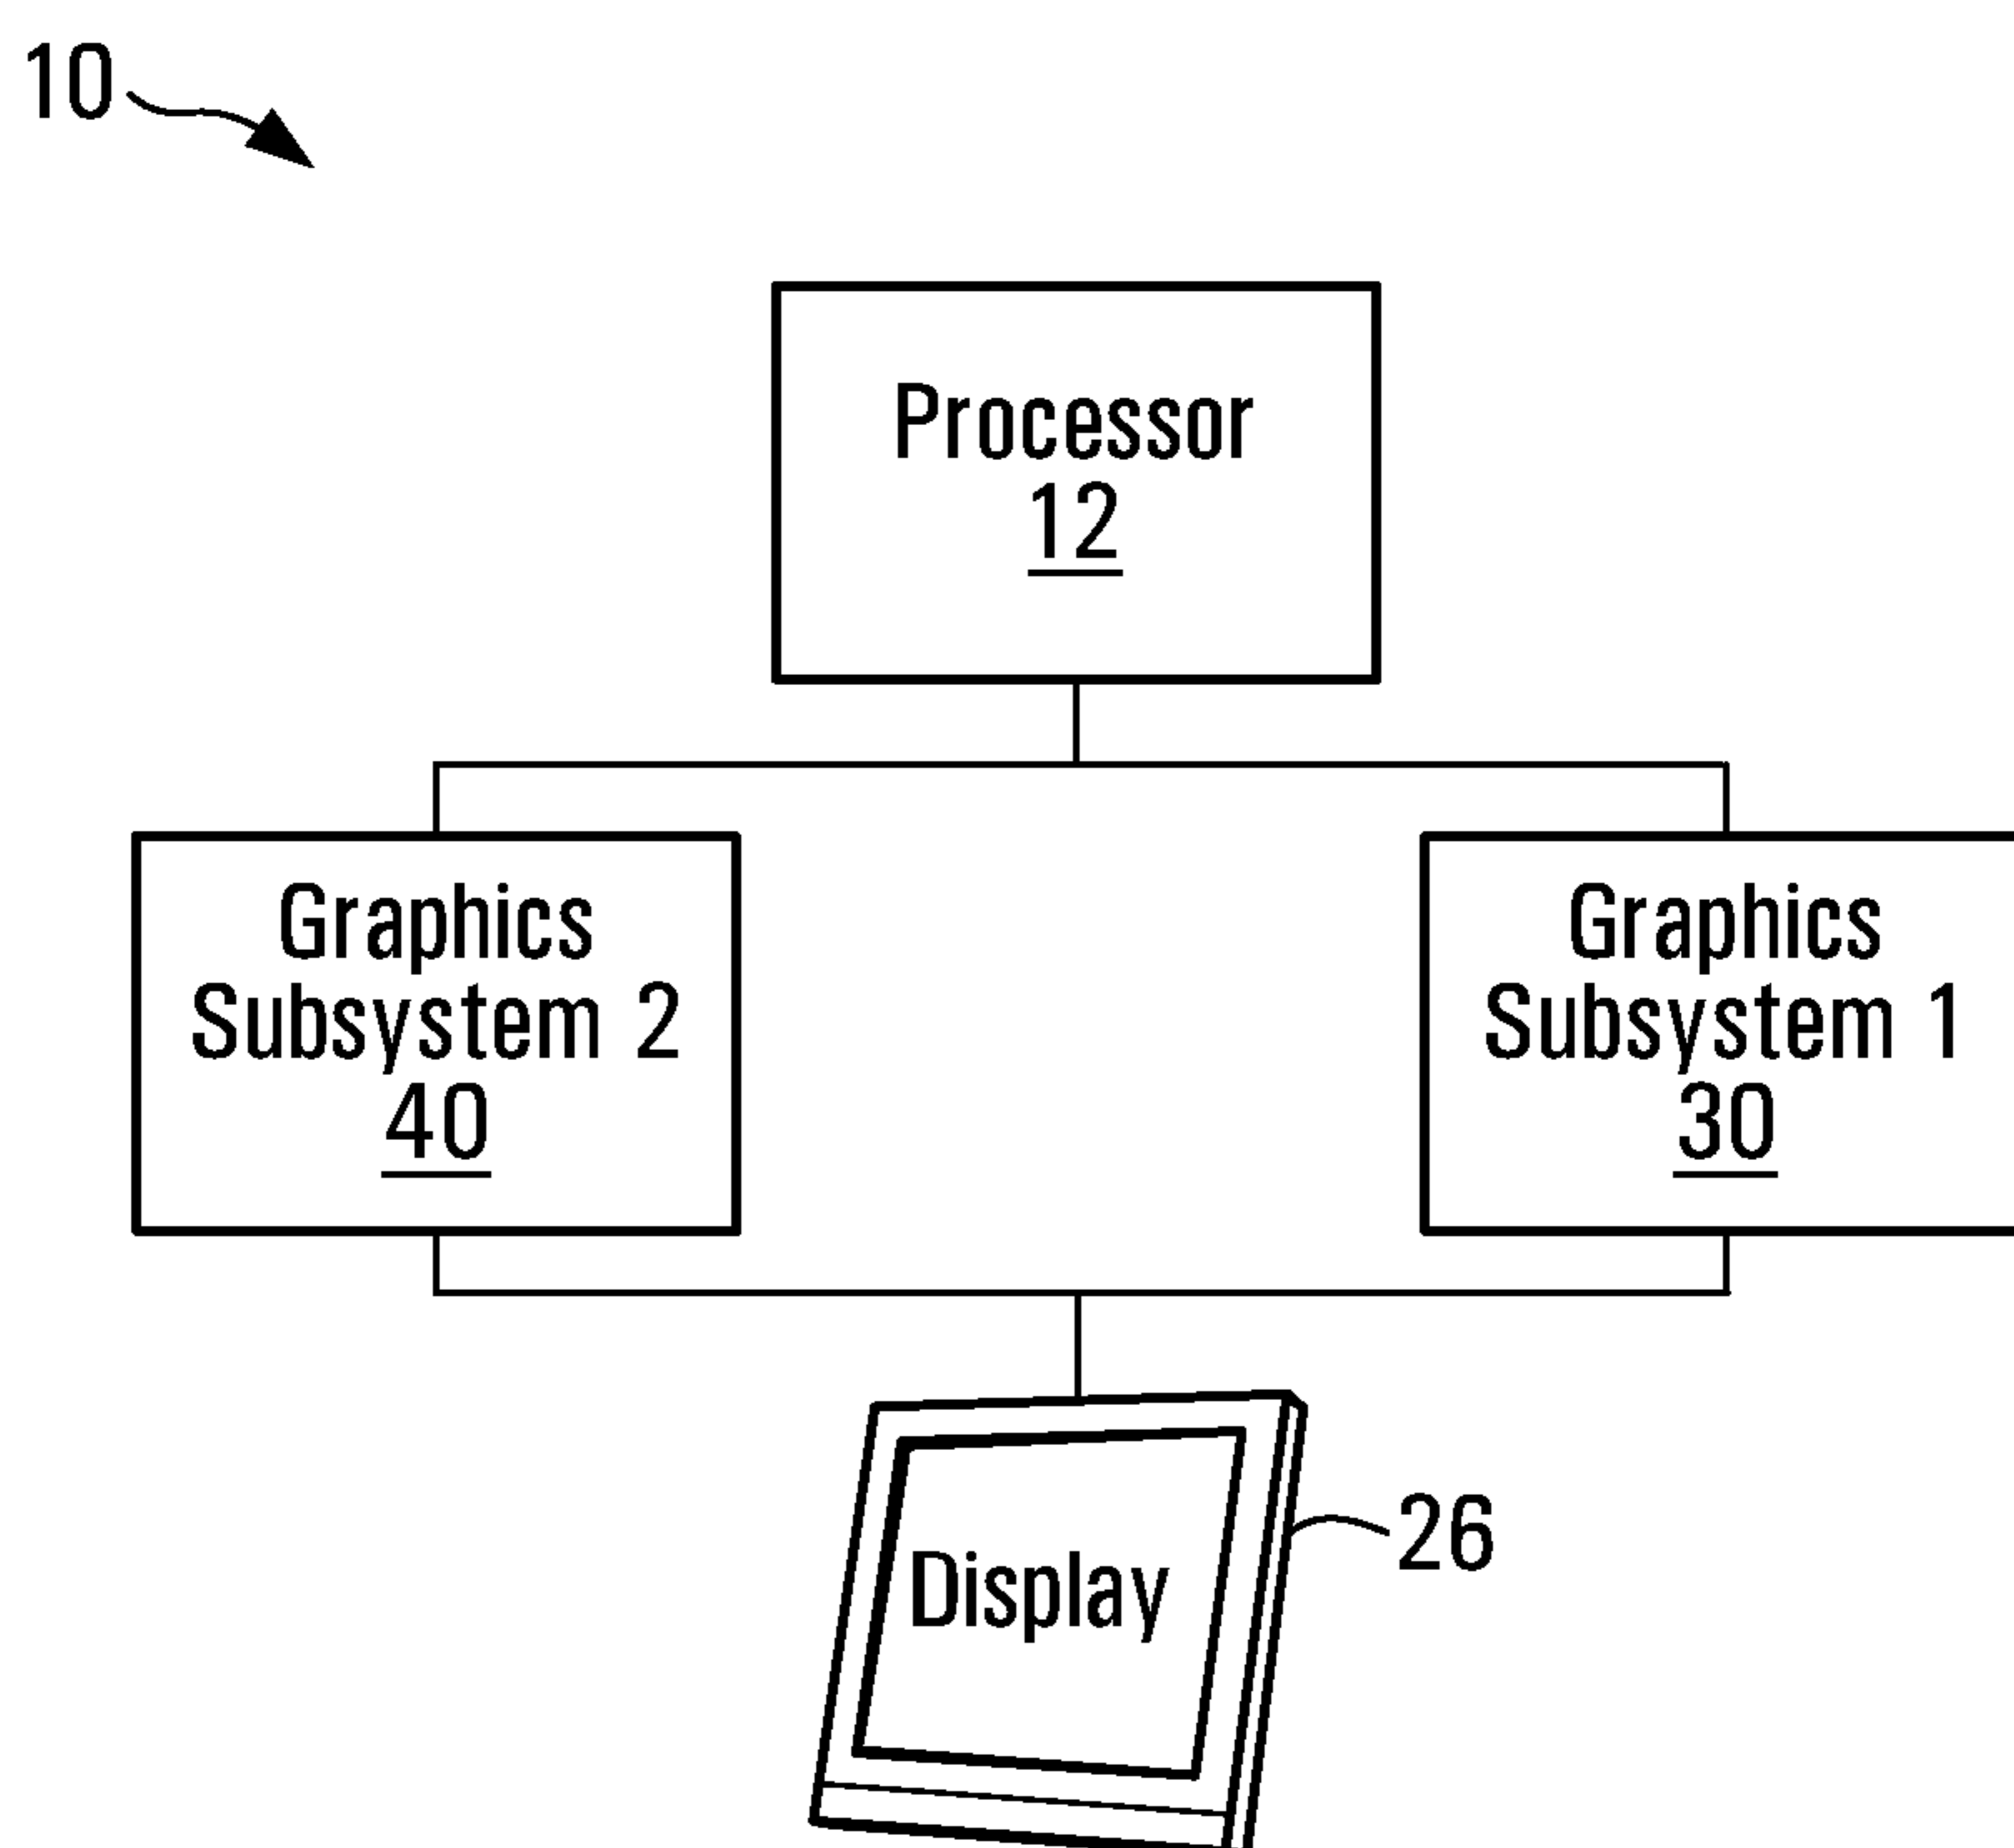 10
Processor
12
Graphics
Subsystem 2
40
Graphics
Subsystem 1
30
Display
26